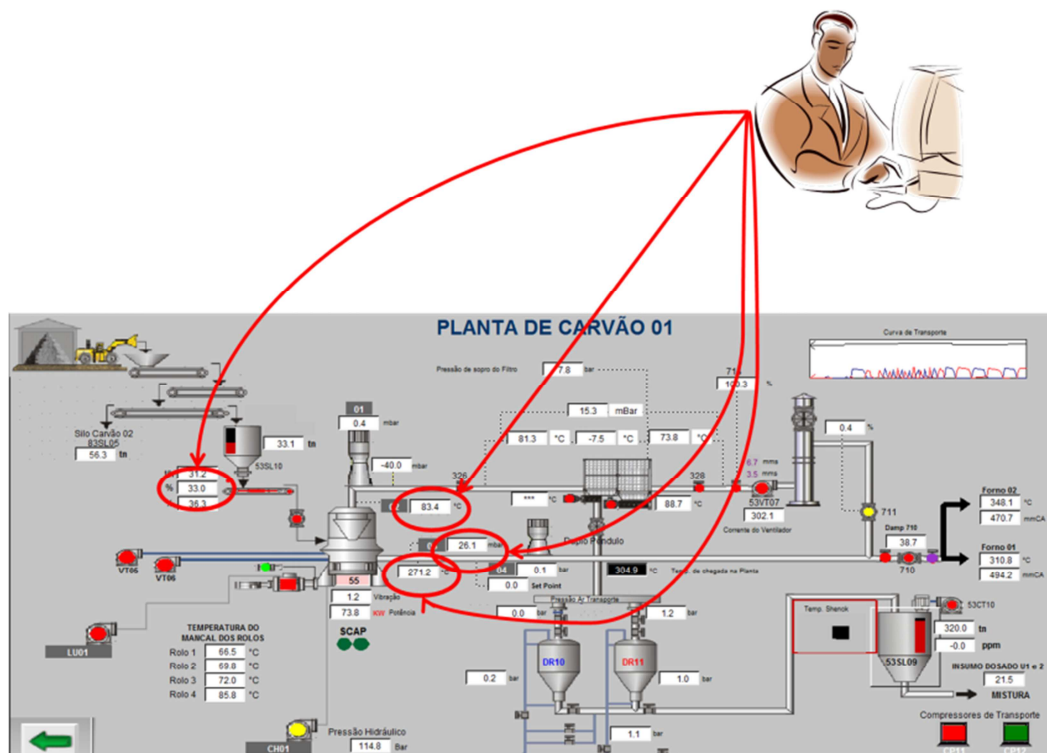 PLANTA DE CARVÃO 01
Curva de Transporte
Pressão de sopro do Filtro
7.8 bar
100.3 %
01
0.4 mbar
15.3 mBar
0.4 %
Silo Carvão 02
83SL05
56.3 tn
33.1 tn
53SL10
-40.0 mbar
81.3 °C -7.5 °C 73.8 °C
6.7 mms
3.5 mms
326
328
31.2
% 33.0
83.4 °C
*** °C
88.7 °C
53VT07
302.1
Corrente do Ventilador
711
Forno 02
348.1 °C
470.7 mmCA
Damp 710
38.7
710
Forno 01
310.8 °C
494.2 mmCA
26.1 mbar
Duplo Pêndulo
VT06 VT06
271.2 °C
04 0.1 bar
0.0 Set Point
304.9 °C
Temp. de chegada na Planta
55
1.2 Vibração
73.8 KW Potência
Pressão Ar Transporte
0.0 bar
1.2 bar
SCAP
LU01
TEMPERATURA DO
MANCAL DOS ROLOS
Rolo 1 66.5 °C
Rolo 2 69.8 °C
Rolo 3 72.0 °C
Rolo 4 85.8 °C
Temp. Shenck
53CT10
320.0 tn
-0.0 ppm
53SL09
DR10
DR11
0.2 bar
1.0 bar
INSUMO DOSADO U1 e 2
21.5
MISTURA
1.1 bar
CH01
Pressão Hidráulico
114.8 Bar
Compressores de Transporte